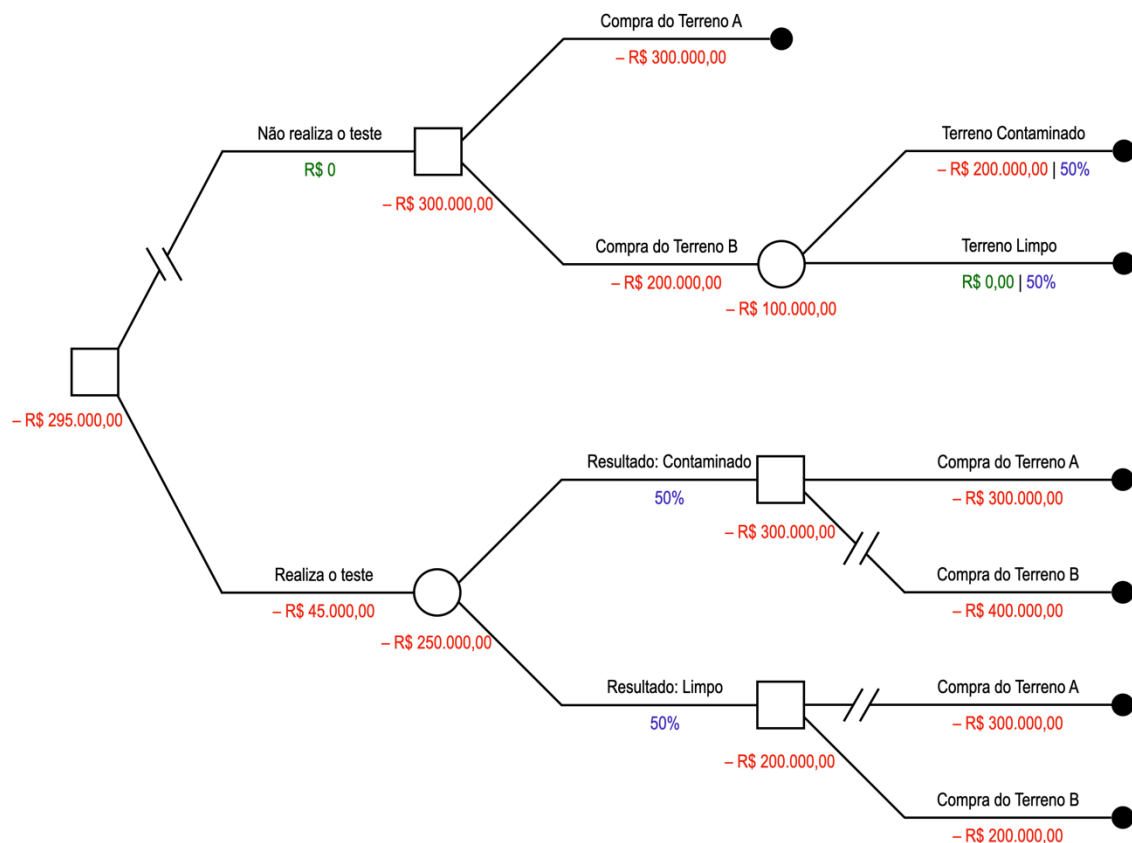 Compra do Terreno A
– R$ 300.000,00
Não realiza o teste
R$ 0
– R$ 300.000,00
Terreno Contaminado
– R$ 200.000,00 | 50%
Compra do Terreno B
– R$ 200.000,00
– R$ 100.000,00
Terreno Limpo
R$ 0,00 | 50%
– R$ 295.000,00
Realiza o teste
– R$ 45.000,00
– R$ 250.000,00
Resultado: Contaminado
50%
– R$ 300.000,00
Compra do Terreno A
– R$ 300.000,00
Compra do Terreno B
– R$ 400.000,00
Resultado: Limpo
50%
– R$ 200.000,00
Compra do Terreno A
– R$ 300.000,00
Compra do Terreno B
– R$ 200.000,00